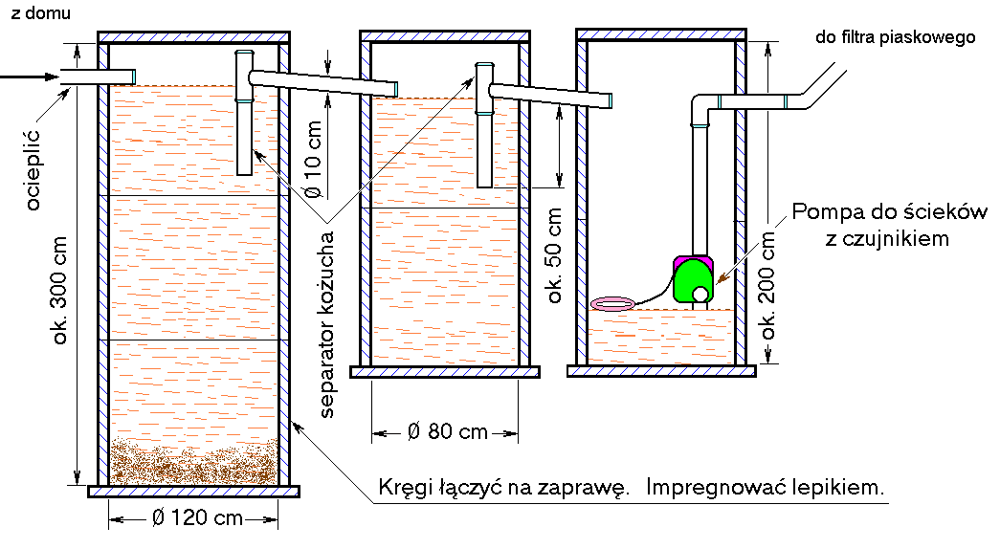 z domu
do filtra piaskowego
ocieplić
Ø 10 cm
ok. 300 cm
separator kożucha
ok. 50 cm
Pompa do ścieków
z czujnikiem
ok. 200 cm
Ø 80 cm
Kręgi łączyć na zaprawę. Impregnować lepikiem.
Ø 120 cm